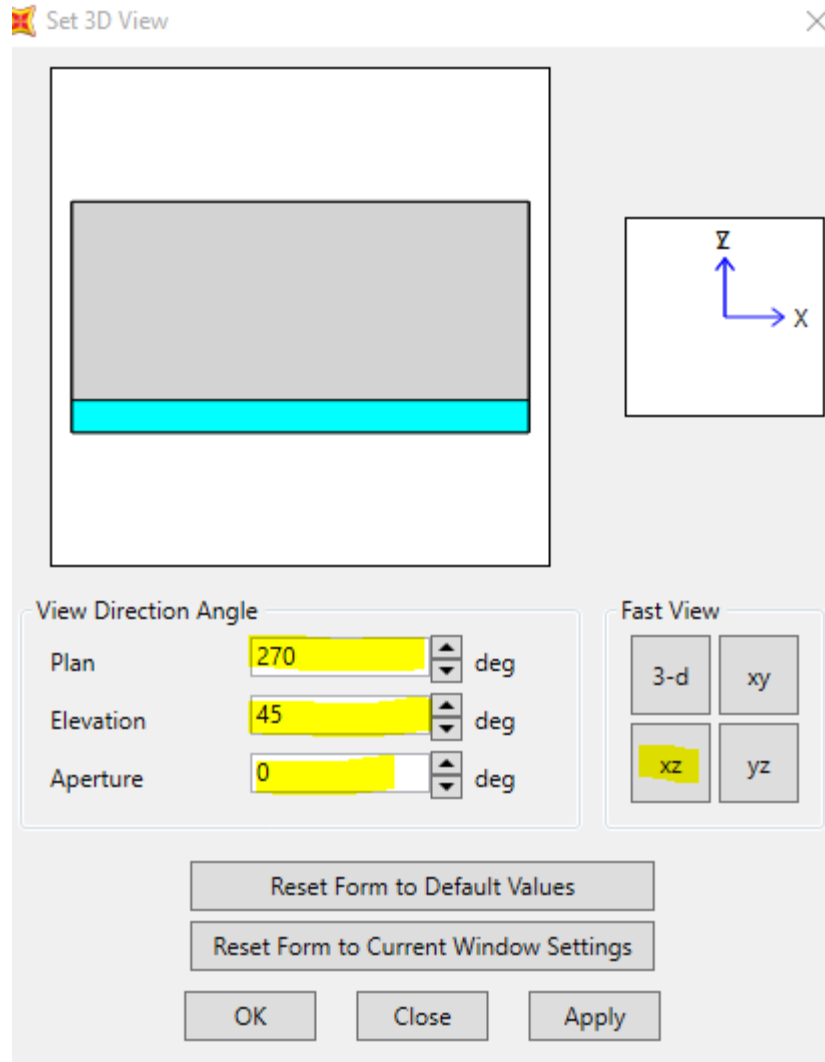 Set 3D View
Z
X
View Direction Angle
Plan 270 deg
Elevation 45 deg
Aperture 0 deg
Fast View
3-d xy
xz yz
Reset Form to Default Values
Reset Form to Current Window Settings
OK Close Apply